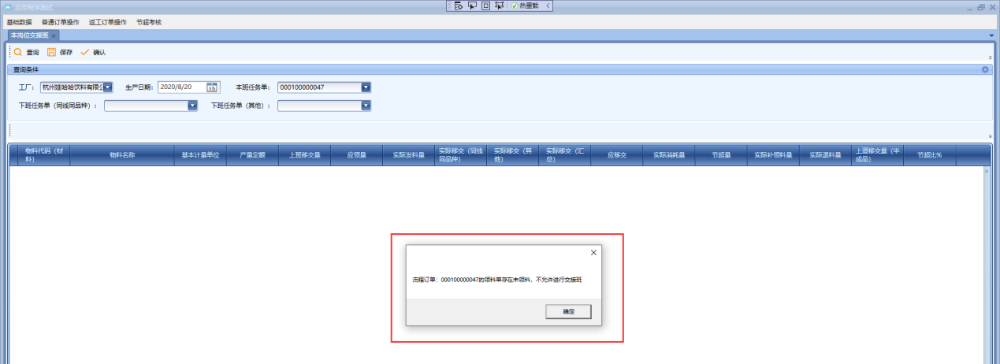 应用程序测试
热重载
基础数据 普通订单操作 返工订单操作 节超考核
本岗位交接班
查询 保存 确认
查询条件
工厂： 杭州娃哈哈饮料有限公 生产日期： 2020/8/20 15 本班任务单： 000100000047
下班任务单（同线同品种）： 下班任务单（其他）：
物料代码（材料） 物料名称 基本计量单位 产量定额 上班移交量 应领量 实际发料量 实际移交（同线同品种） 实际移交（其他） 实际移交（汇总） 应移交 实际消耗量 节超量 实际补领料量 实际退料量 上道移交量（半成品） 节超比%
流程订单：000100000047的领料单存在未领料，不允许进行交接班
确定